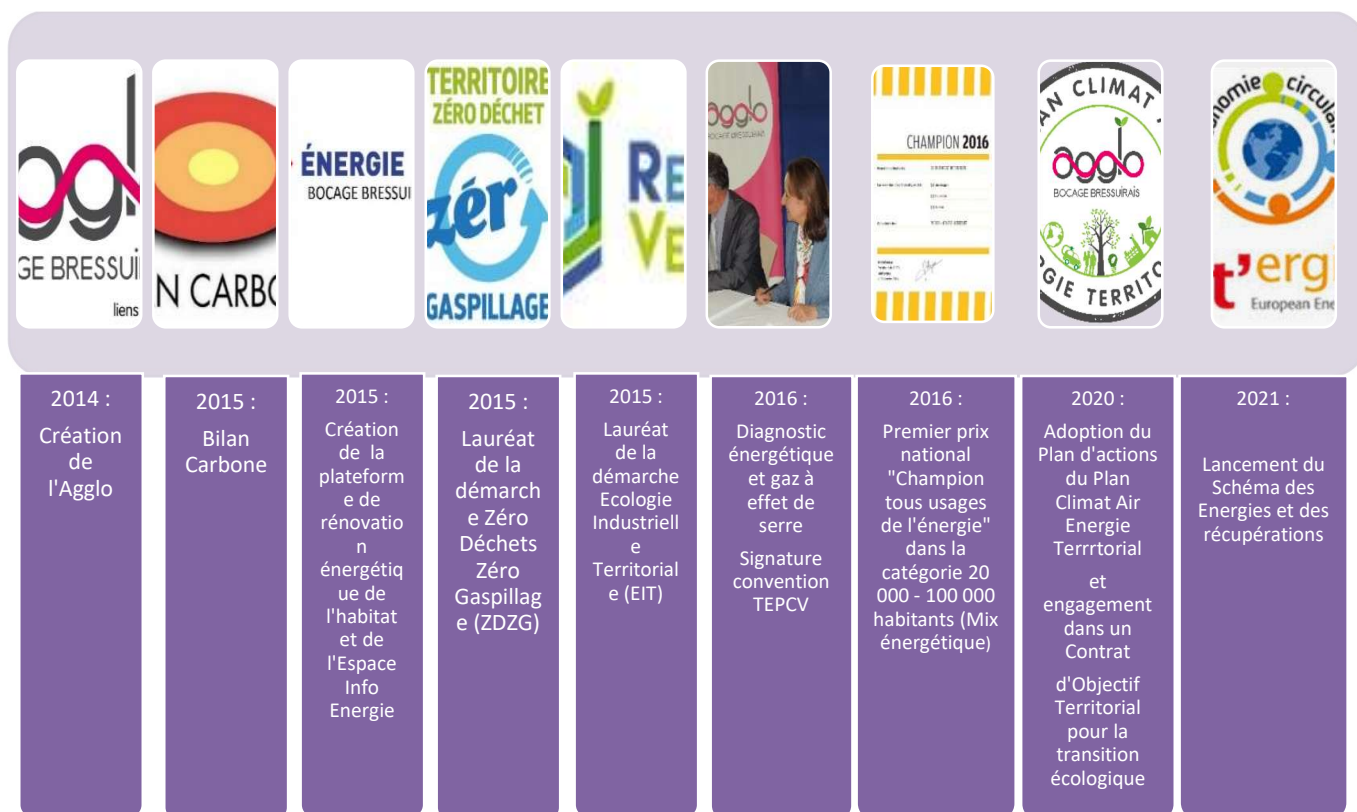 agglo
GE BRESSUI
liens
N CARBO
ÉNERGIE
BOCAGE BRESSUI
TERRITOIRE
ZÉRO DÉCHET
zér
GASPILLAGE
RE
VE
agglo
BOCAGE BRESSUIRAIS
CHAMPION 2016
AN CLIMAT
agglo
BOCAGE BRESSUIRAIS
GIE TERRITO
nomie circulai
t'erg
European Ene
2014 :
Création
de
l'Agglo
2015 :
Bilan
Carbone
2015 :
Création
de la
plateform
e de
rénovatio
n
énergétiq
ue de
l'habitat
et de
l'Espace
Info
Energie
2015 :
Lauréat
de la
démarch
e Zéro
Déchets
Zéro
Gaspillag
e (ZDZG)
2015 :
Lauréat
de la
démarche
Ecologie
Industriell
e
Territorial
e (EIT)
2016 :
Diagnostic
énergétique
et gaz à
effet de
serre
Signature
convention
TEPCV
2016 :
Premier prix
national
"Champion
tous usages
de l'énergie"
dans la
catégorie 20
000 - 100 000
habitants (Mix
énergétique)
2020 :
Adoption du
Plan d'actions
du Plan
Climat Air
Energie
Terrrtorial
et
engagement
dans un
Contrat
d'Objectif
Territorial
pour la
transition
écologique
2021 :
Lancement du
Schéma des
Energies et des
récupérations